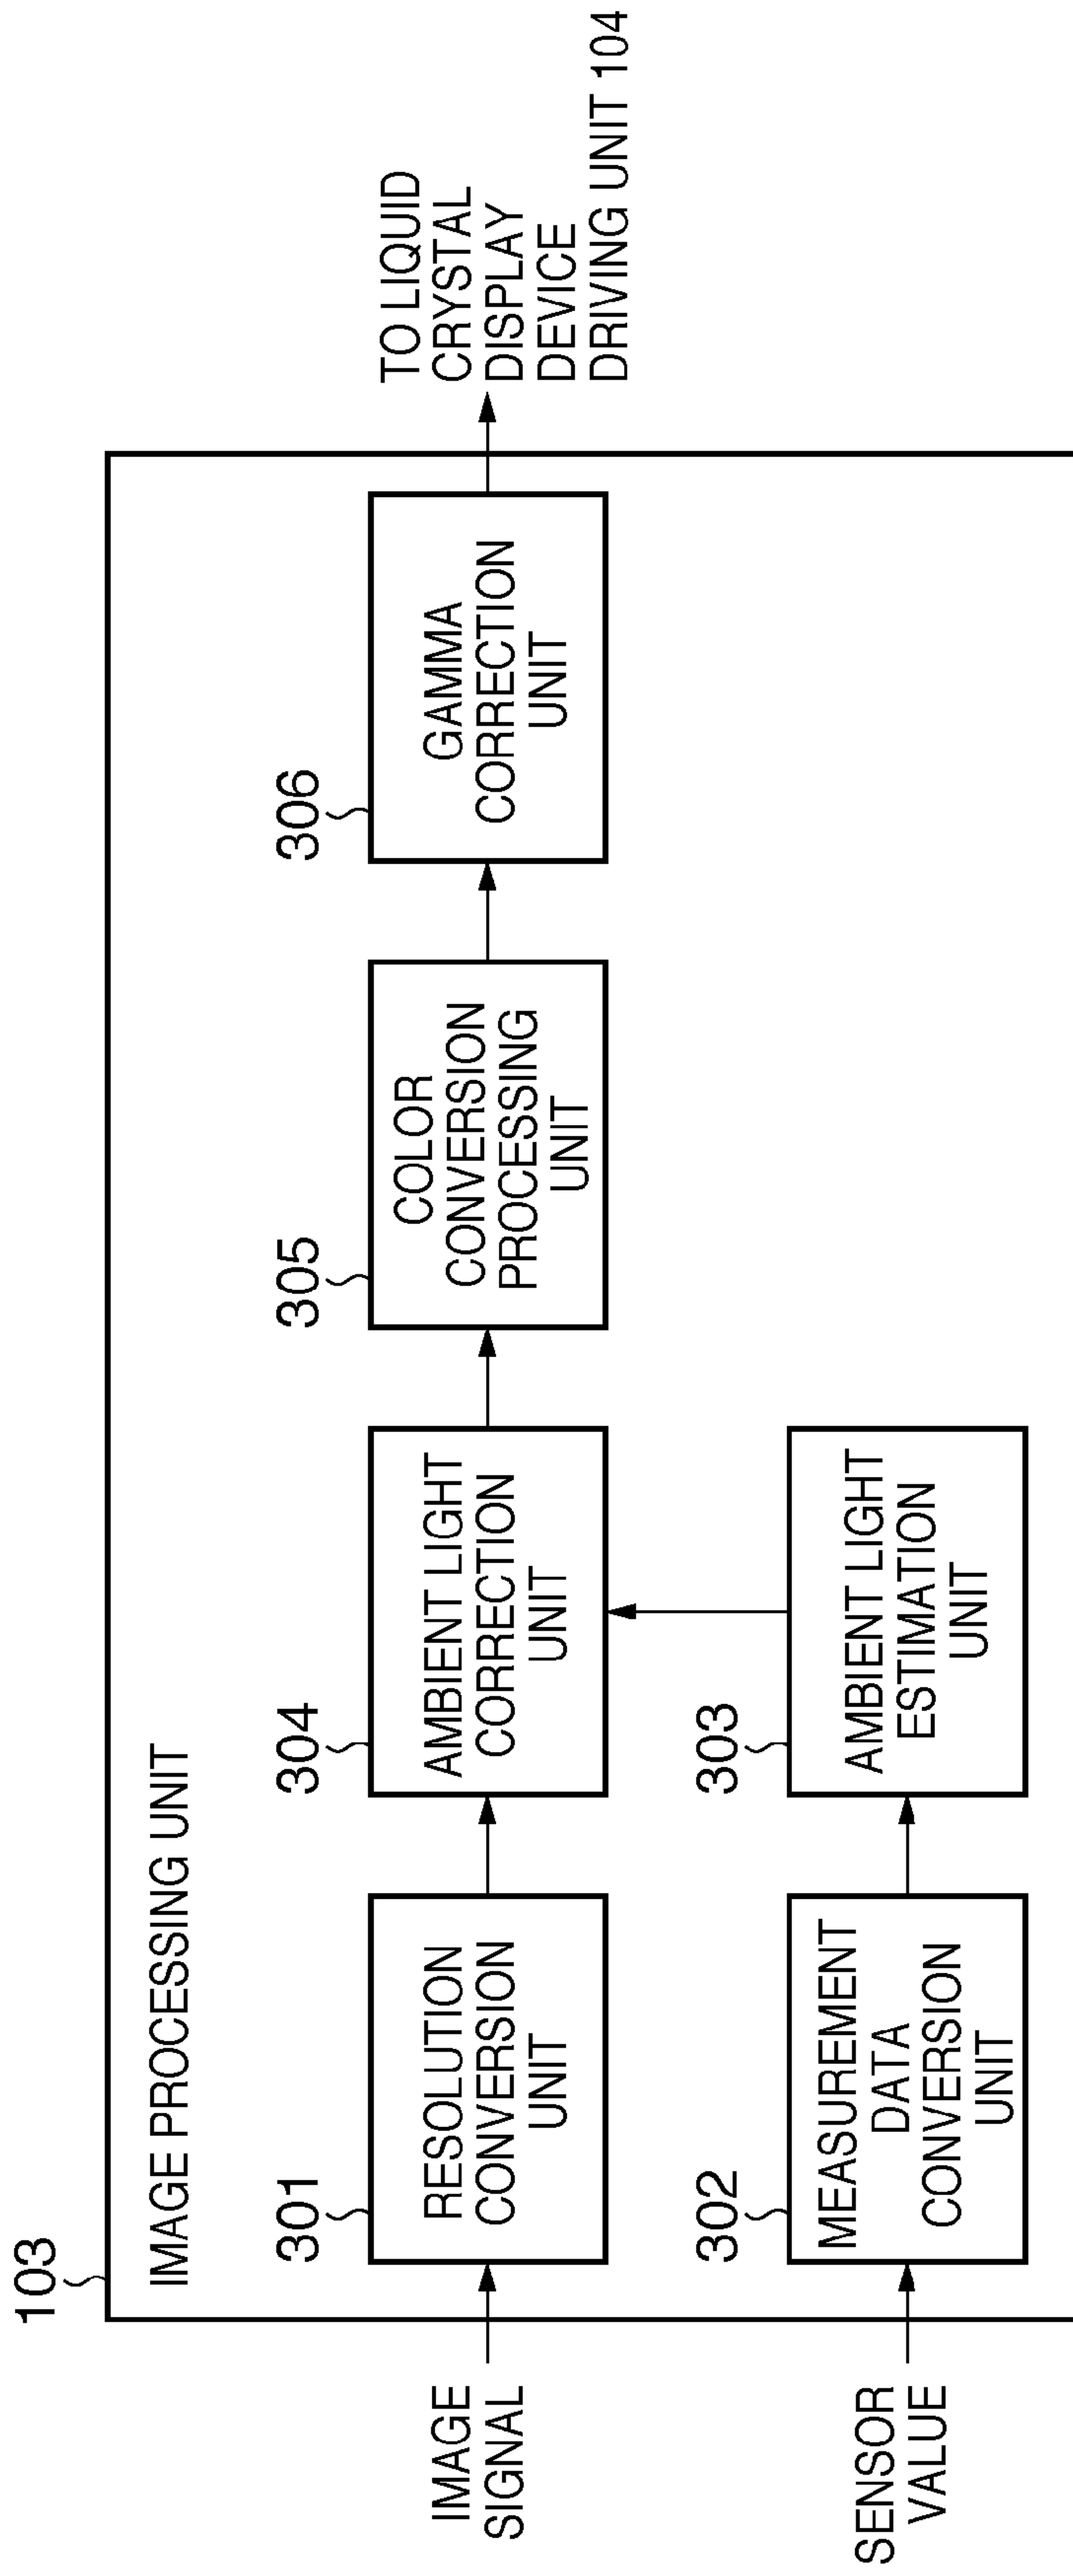 103
IMAGE PROCESSING UNIT
IMAGE
SIGNAL
301
RESOLUTION
CONVERSION
UNIT
304
AMBIENT LIGHT
CORRECTION
UNIT
305
COLOR
CONVERSION
PROCESSING
UNIT
306
GAMMA
CORRECTION
UNIT
TO LIQUID
CRYSTAL
DISPLAY
DEVICE
DRIVING UNIT 104
SENSOR
VALUE
302
MEASUREMENT
DATA
CONVERSION
UNIT
303
AMBIENT LIGHT
ESTIMATION
UNIT